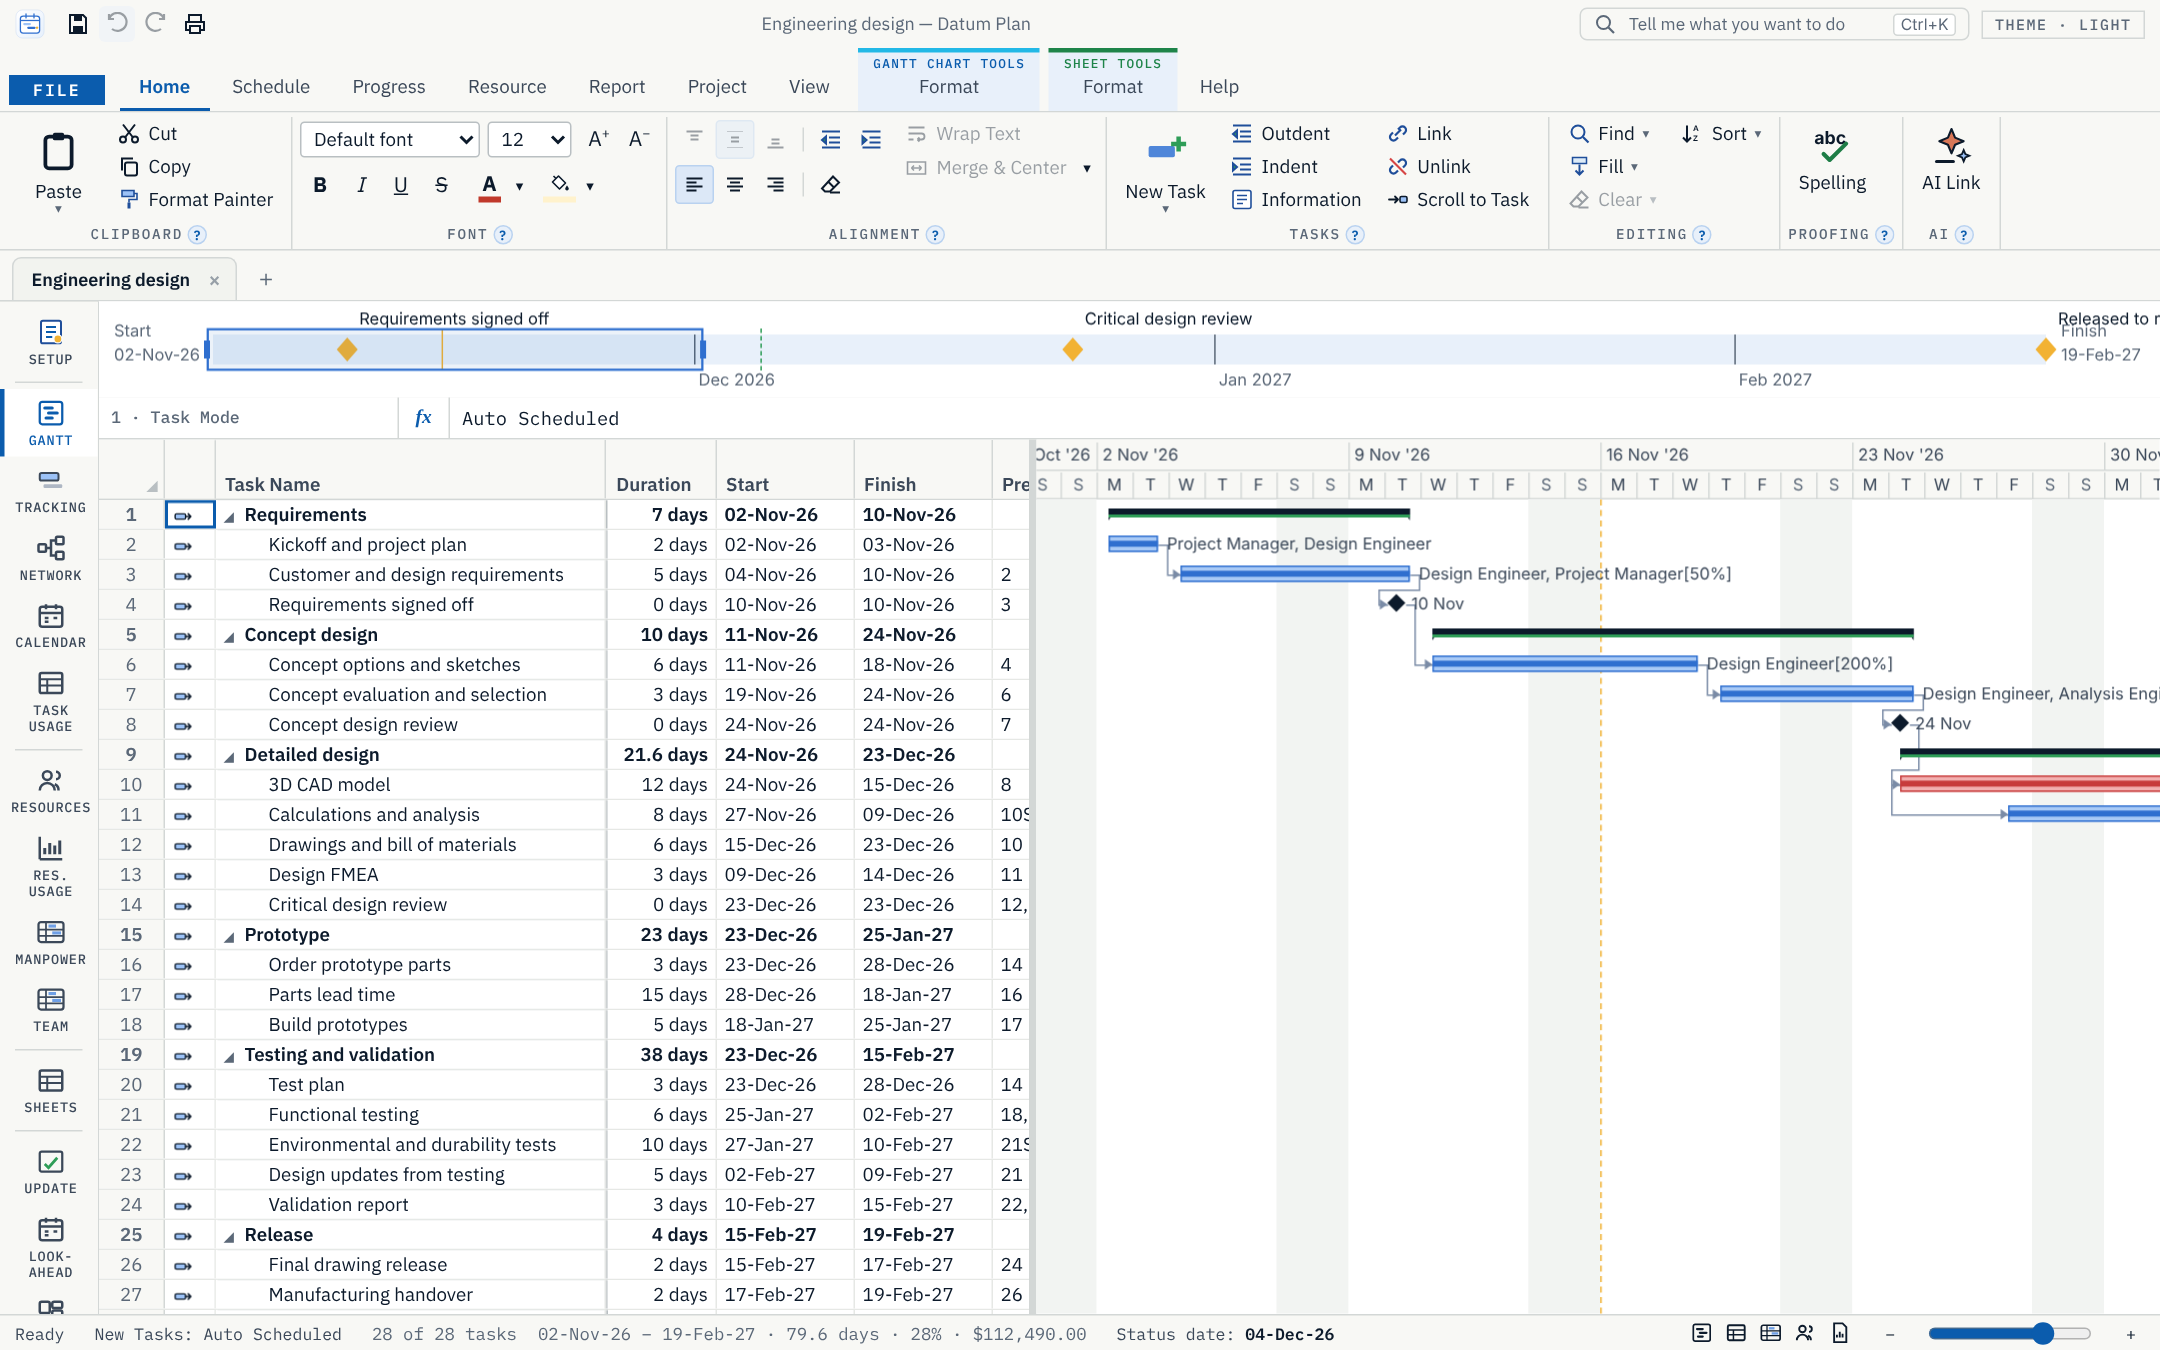 Engineering design — Datum Plan
Tell me what you want to do
Ctrl+K
THEME · LIGHT
FILE
Home
Schedule
Progress
Resource
Report
Project
View
GANTT CHART TOOLS
Format
SHEET TOOLS
Format
Help
Paste
Cut
Copy
Format Painter
CLIPBOARD ?
Default font
12
A+ A−
B I U S A
FONT ?
Wrap Text
Merge & Center
ALIGNMENT ?
New Task
Outdent
Indent
Information
Link
Unlink
Scroll to Task
TASKS ?
Find
Sort
Fill
Clear
EDITING ?
abc
Spelling
PROOFING ?
AI Link
AI ?
Engineering design × +
Start
02-Nov-26
Requirements signed off
Critical design review
Released to
Finish
19-Feb-27
Dec 2026
Jan 2027
Feb 2027
1 · Task Mode
fx
Auto Scheduled
SETUP
GANTT
TRACKING
NETWORK
CALENDAR
TASK
USAGE
RESOURCES
RES.
USAGE
MANPOWER
TEAM
SHEETS
UPDATE
LOOK-
AHEAD
Task Name Duration Start Finish Pre
1 Requirements 7 days 02-Nov-26 10-Nov-26
2 Kickoff and project plan 2 days 02-Nov-26 03-Nov-26
3 Customer and design requirements 5 days 04-Nov-26 10-Nov-26 2
4 Requirements signed off 0 days 10-Nov-26 10-Nov-26 3
5 Concept design 10 days 11-Nov-26 24-Nov-26
6 Concept options and sketches 6 days 11-Nov-26 18-Nov-26 4
7 Concept evaluation and selection 3 days 19-Nov-26 24-Nov-26 6
8 Concept design review 0 days 24-Nov-26 24-Nov-26 7
9 Detailed design 21.6 days 24-Nov-26 23-Dec-26
10 3D CAD model 12 days 24-Nov-26 15-Dec-26 8
11 Calculations and analysis 8 days 27-Nov-26 09-Dec-26 10S
12 Drawings and bill of materials 6 days 15-Dec-26 23-Dec-26 10
13 Design FMEA 3 days 09-Dec-26 14-Dec-26 11
14 Critical design review 0 days 23-Dec-26 23-Dec-26 12,
15 Prototype 23 days 23-Dec-26 25-Jan-27
16 Order prototype parts 3 days 23-Dec-26 28-Dec-26 14
17 Parts lead time 15 days 28-Dec-26 18-Jan-27 16
18 Build prototypes 5 days 18-Jan-27 25-Jan-27 17
19 Testing and validation 38 days 23-Dec-26 15-Feb-27
20 Test plan 3 days 23-Dec-26 28-Dec-26 14
21 Functional testing 6 days 25-Jan-27 02-Feb-27 18,
22 Environmental and durability tests 10 days 27-Jan-27 10-Feb-27 21S
23 Design updates from testing 5 days 02-Feb-27 09-Feb-27 21
24 Validation report 3 days 10-Feb-27 15-Feb-27 22,
25 Release 4 days 15-Feb-27 19-Feb-27
26 Final drawing release 2 days 15-Feb-27 17-Feb-27 24
27 Manufacturing handover 2 days 17-Feb-27 19-Feb-27 26
Oct '26 2 Nov '26 9 Nov '26 16 Nov '26 23 Nov '26 30 Nov
S S M T W T F S S M T W T F S S M T W T F S S M T W T F S S M T
Project Manager, Design Engineer
Design Engineer, Project Manager[50%]
10 Nov
Design Engineer[200%]
Design Engineer, Analysis Engi
24 Nov
Ready New Tasks: Auto Scheduled 28 of 28 tasks 02-Nov-26 – 19-Feb-27 · 79.6 days · 28% · $112,490.00 Status date: 04-Dec-26
− +